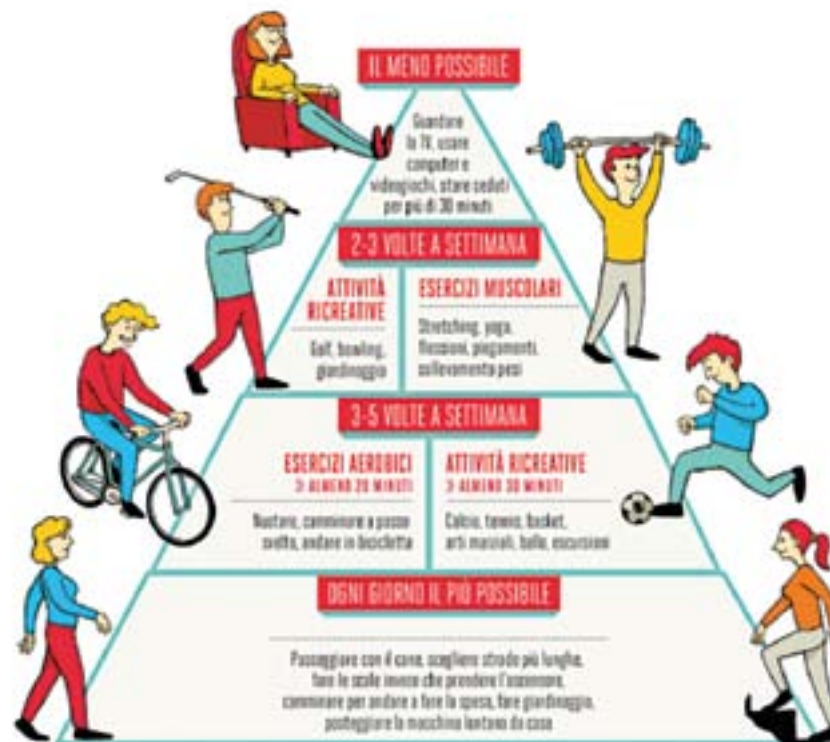 IL MENO POSSIBILE
Guardare
la TV, usare
computer e
videogiochi, stare seduti
per più di 30 minuti
2-3 VOLTE A SETTIMANA
ATTIVITÀ
RICREATIVE
Golf, bowling,
giardinaggio
ESERCIZI MUSCOLARI
Stretching, yoga,
flessioni, piegamenti,
sollevamento pesi
3-5 VOLTE A SETTIMANA
ESERCIZI AEROBICI
ALMENO 20 MINUTI
Nuotare, camminare a passo
svelto, andare in bicicletta
ATTIVITÀ RICREATIVE
ALMENO 30 MINUTI
Calcio, tennis, basket,
arti marziali, ballo, escursioni
OGNI GIORNO IL PIÙ POSSIBILE
Passeggiare con il cane, scegliere strade più lunghe,
fare le scale invece che prendere l'ascensore,
camminare per andare a fare la spesa, fare giardinaggio,
posteggiare la macchina lontano da casa